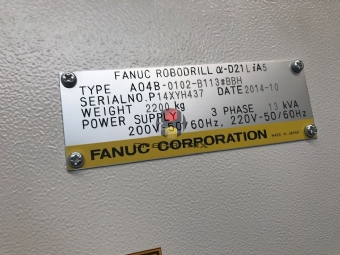 FANUC ROBODRILL α-D21LiA5
TYPE A04B-0102-B113#BBH
SERIALNO. P14XYH437 DATE 2014-10
WEIGHT 2200 kg
POWER SUPPLY 3 PHASE 13 kVA
200V-50/60Hz, 220V-50/60Hz
FANUC CORPORATION MADE IN JAPAN